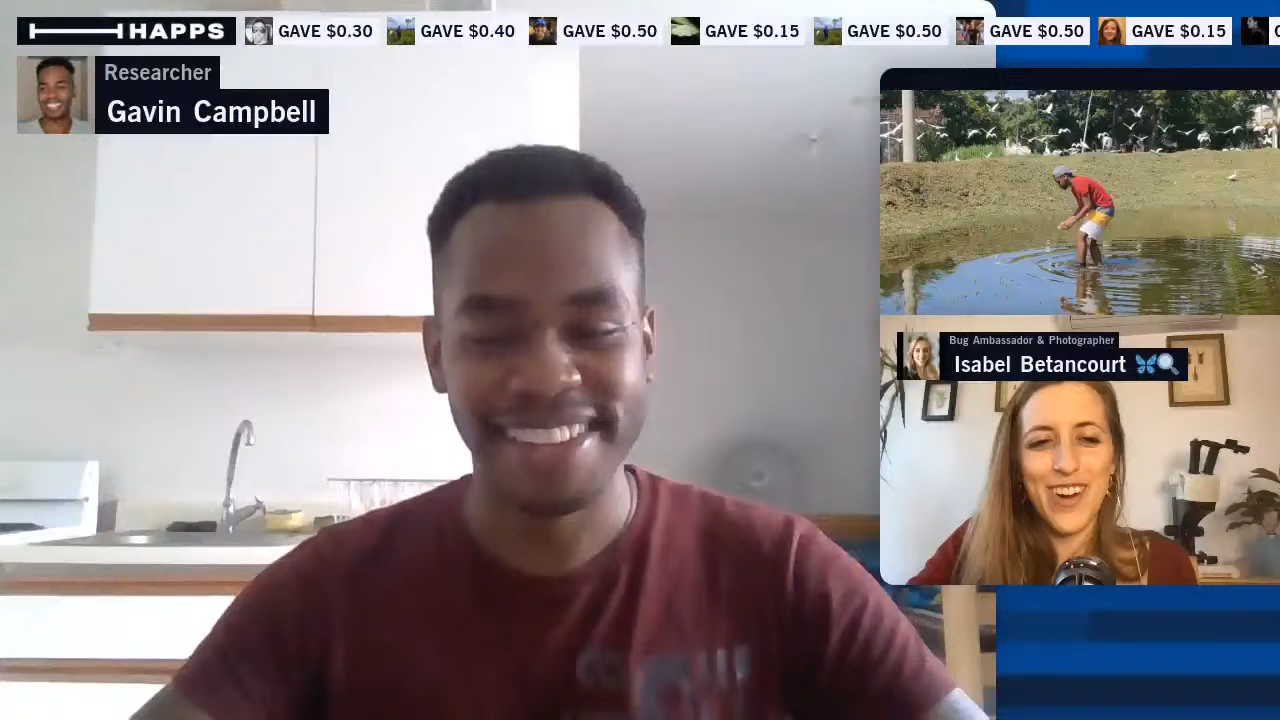 HAPPS
GAVE $0.30
GAVE $0.40
GAVE $0.50
GAVE $0.15
GAVE $0.50
GAVE $0.50
GAVE $0.15
Researcher
Gavin Campbell
Bug Ambassador & Photographer
Isabel Betancourt 🦋🔍